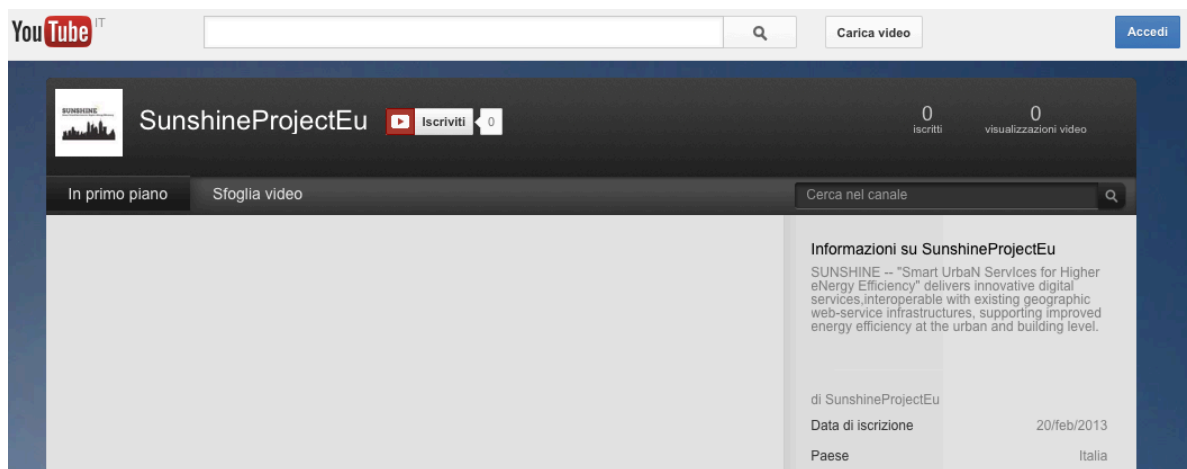 YouTube IT
Carica video
Accedi
SUNSHINE
SunshineProjectEu
Iscriviti
0
0
iscritti
0
visualizzazioni video
In primo piano
Sfoglia video
Cerca nel canale
Informazioni su SunshineProjectEu
SUNSHINE -- "Smart UrbaN ServIces for Higher
eNergy Efficiency" delivers innovative digital
services,interoperable with existing geographic
web-service infrastructures, supporting improved
energy efficiency at the urban and building level.
di SunshineProjectEu
Data di iscrizione
20/feb/2013
Paese
Italia